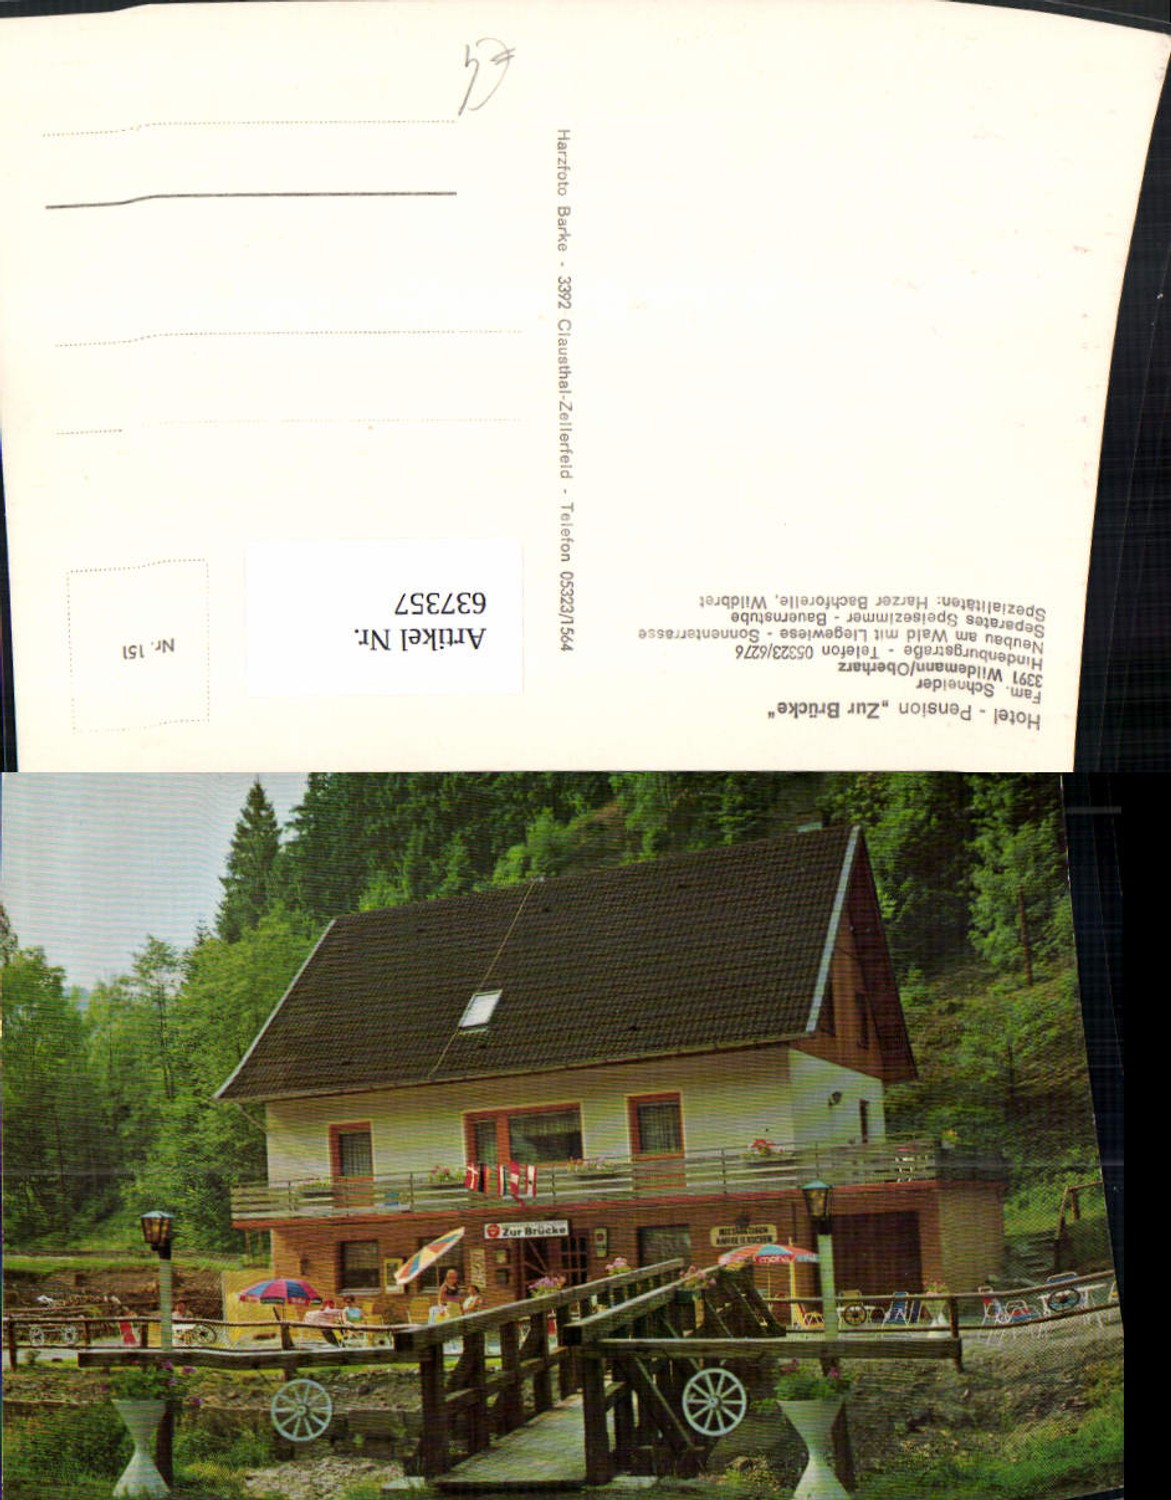 Hotel - Pension „Zur Brücke“
Fam. Schneider
3391 Wildemann/Oberharz
Hindenburgstraße - Telefon 05323/6276
Neubau am Wald mit Liegewiese - Sonnenterrasse
Separates Speisezimmer - Bauernstube
Spezialitäten: Harzer Bachforelle, Wildbret
Harzfoto Barke - 3392 Clausthal-Zellerfeld - Telefon 05323/1564
Artikel Nr.
637357
Nr. 151
Zur Brücke